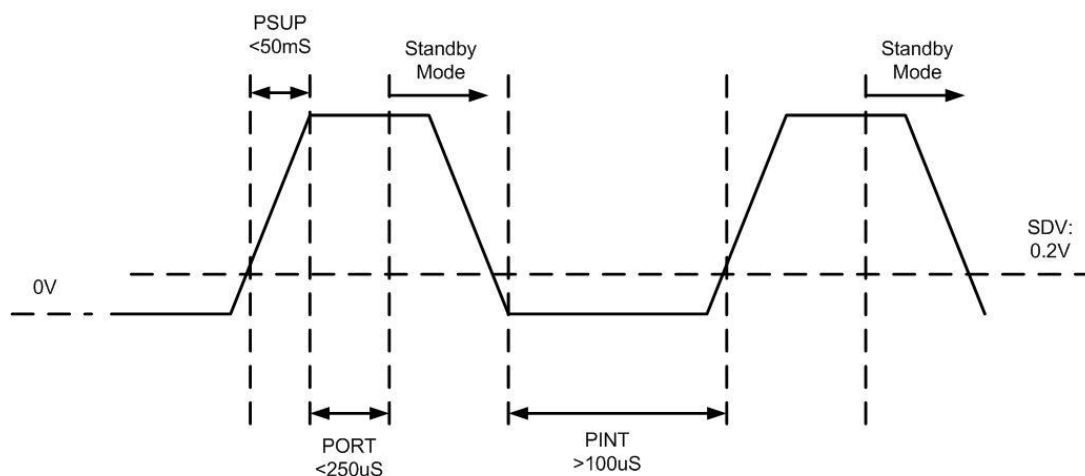 PSUP
<50mS
Standby
Mode
Standby
Mode
SDV:
0.2V
0V
PORT
<250uS
PINT
>100uS